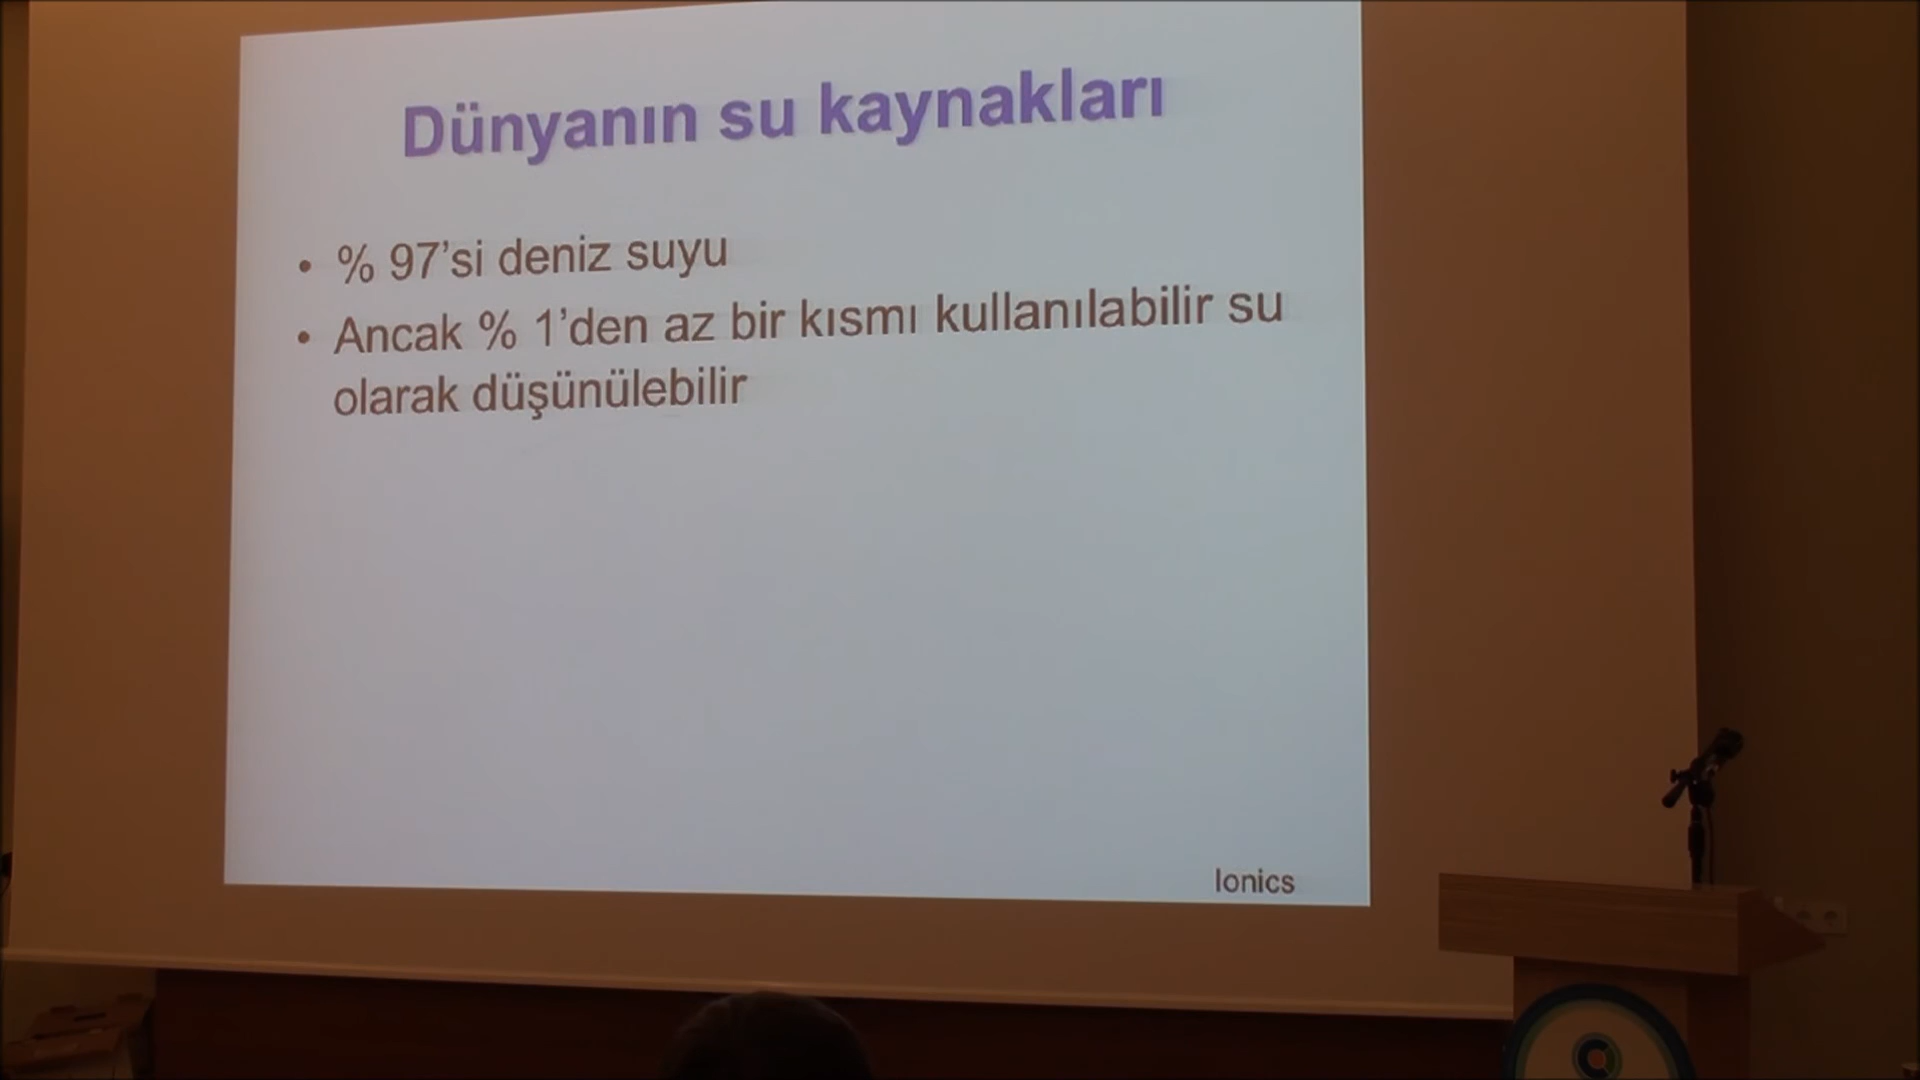 Dünyanın su kaynakları
• % 97’si deniz suyu
• Ancak % 1’den az bir kısmı kullanılabilir su
olarak düşünülebilir
Ionics